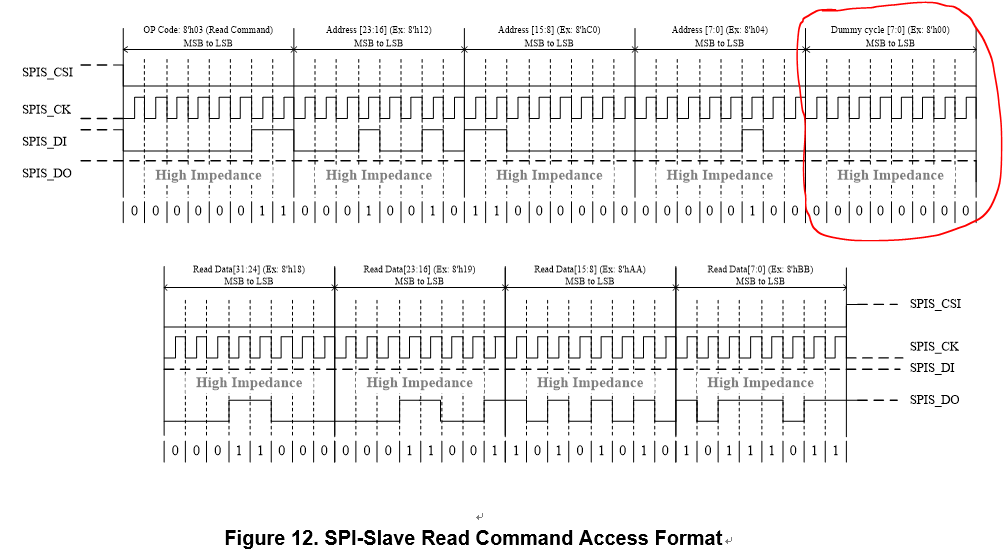 OP Code: 8'h03 (Read Command) Address [23:16] (Ex: 8'h12) Address [15:8] (Ex: 8'hC0) Address [7:0] (Ex: 8'h04) Dummy cycle [7:0] (Ex: 8'h00)
MSB to LSB MSB to LSB MSB to LSB MSB to LSB MSB to LSB
SPIS_CSI
SPIS_CK
SPIS_DI
SPIS_DO
High Impedance High Impedance High Impedance High Impedance High Impedance
0 0 0 0 0 0 1 1 0 0 0 1 0 0 1 0 1 1 0 0 0 0 0 0 0 0 0 0 0 1 0 0 0 0 0 0 0 0 0 0
Read Data[31:24] (Ex: 8'h18) Read Data[23:16] (Ex: 8'h19) Read Data[15:8] (Ex: 8'hAA) Read Data[7:0] (Ex: 8'hBB)
MSB to LSB MSB to LSB MSB to LSB MSB to LSB
SPIS_CSI
SPIS_CK
SPIS_DI
High Impedance High Impedance High Impedance High Impedance
SPIS_DO
0 0 0 1 1 0 0 0 0 0 0 1 1 0 0 1 1 0 1 0 1 0 1 0 1 0 1 1 1 0 1 1
Figure 12. SPI-Slave Read Command Access Format